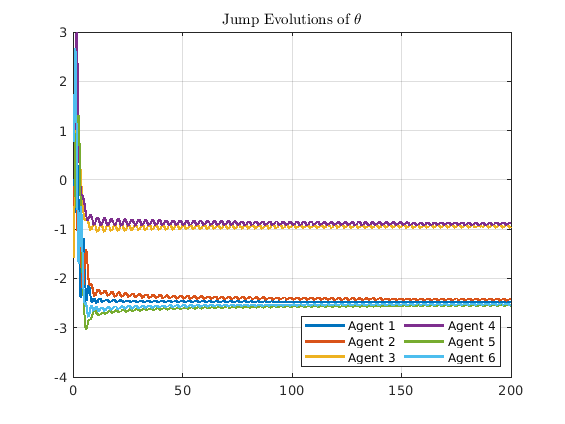 Jump Evolutions of θ
3
2
1
0
-1
-2
-3
-4
0 50 100 150 200
Agent 1 Agent 4
Agent 2 Agent 5
Agent 3 Agent 6